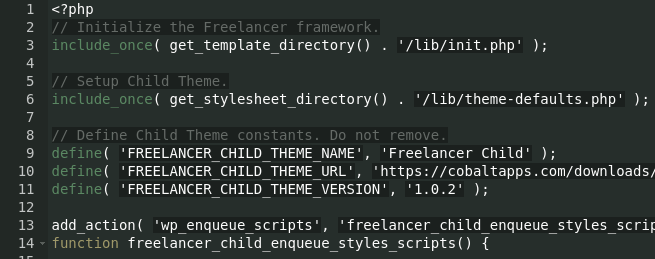 1 <?php
2 // Initialize the Freelancer framework.
3 include_once( get_template_directory() . '/lib/init.php' );
4
5 // Setup Child Theme.
6 include_once( get_stylesheet_directory() . '/lib/theme-defaults.php' );
7
8 // Define Child Theme constants. Do not remove.
9 define( 'FREELANCER_CHILD_THEME_NAME', 'Freelancer Child' );
10 define( 'FREELANCER_CHILD_THEME_URL', 'https://cobaltapps.com/downloads/
11 define( 'FREELANCER_CHILD_THEME_VERSION', '1.0.2' );
12
13 add_action( 'wp_enqueue_scripts', 'freelancer_child_enqueue_styles_scrip
14 function freelancer_child_enqueue_styles_scripts() {